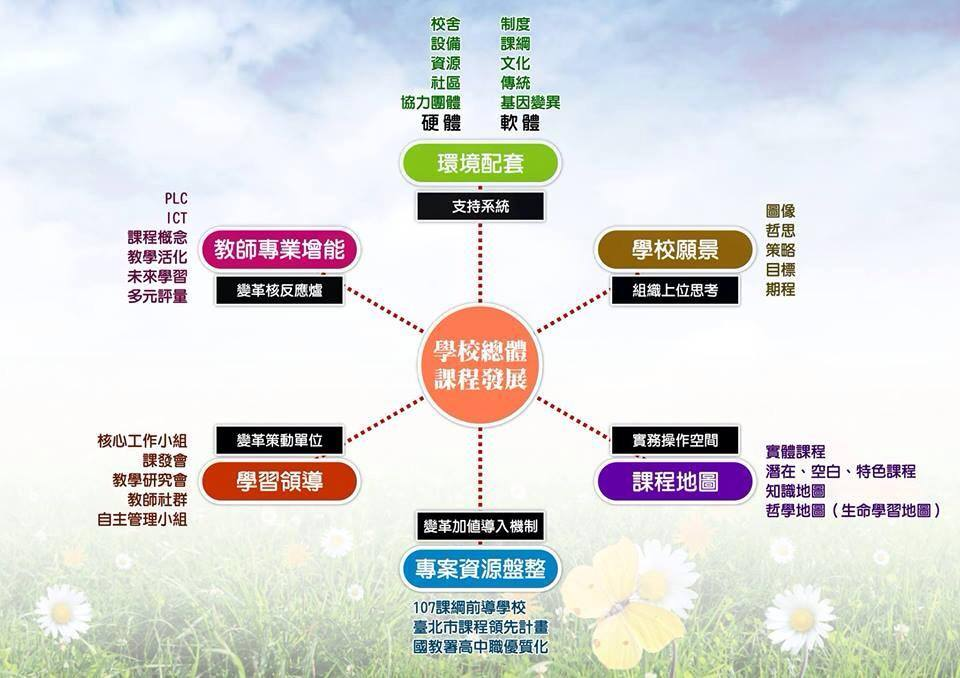 校舍
設備
資源
社區
協力團體
硬體
制度
課綱
文化
傳統
基因變異
軟體
環境配套
支持系統
PLC
ICT
課程概念
教學活化
未來學習
多元評量
教師專業增能
變革核反應爐
學校願景
組織上位思考
圖像
哲思
策略
目標
期程
學校總體
課程發展
核心工作小組
課發會
教學研究會
教師社群
自主管理小組
變革策動單位
學習領導
實務操作空間
課程地圖
實體課程
潛在、空白、特色課程
知識地圖
哲學地圖（生命學習地圖）
變革加值導入機制
專案資源盤整
107課綱前導學校
臺北市課程領先計畫
國教署高中職優質化